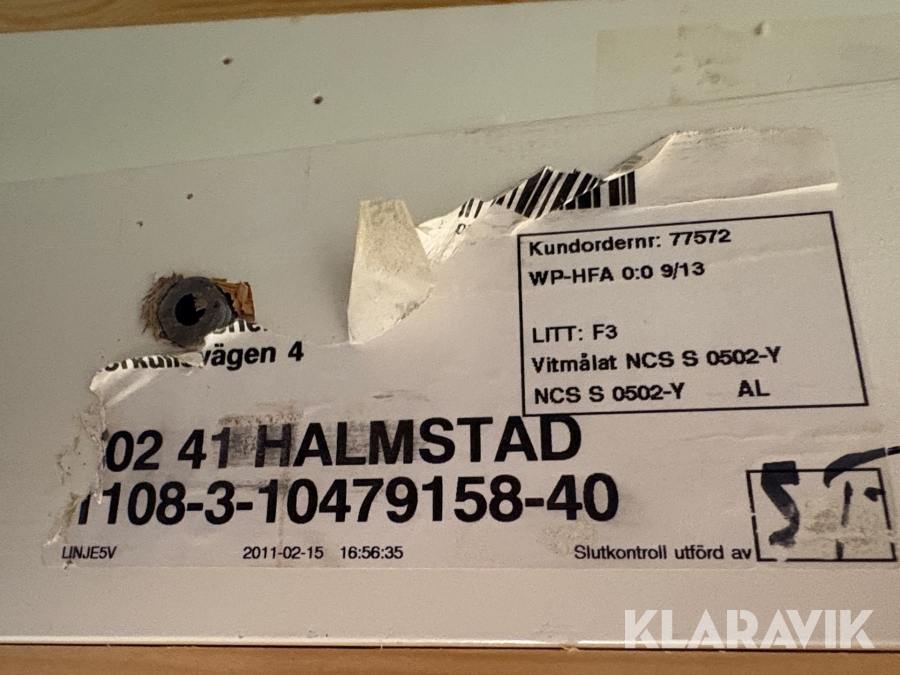 Kundordernr: 77572
WP-HFA 0:0 9/13
LITT: F3
Vitmålat NCS S 0502-Y
NCS S 0502-Y AL
vägen 4
02 41 HALMSTAD
1108-3-10479158-40
LINJE5V 2011-02-15 16:56:35 Slutkontroll utförd av
KLARAVIK